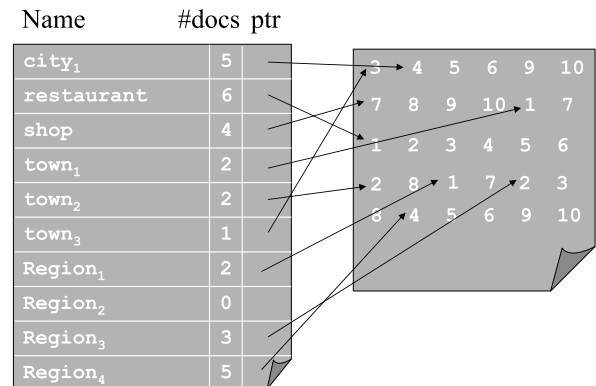 Name #docs ptr
city1 5
restaurant 6
shop 4
town1 2
town2 2
town3 1
Region1 2
Region2 0
Region3 3
Region4 5
3 4 5 6 9 10
7 8 9 10 1 7
1 2 3 4 5 6
2 8 1 7 2 3
8 4 5 6 9 10